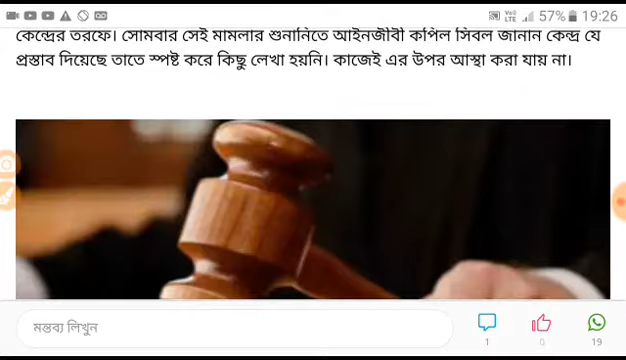 VoLTE 57% 19:26
কেন্দ্রের তরফে। সোমবার সেই মামলার শুনানিতে আইনজীবী কপিল সিবল জানান কেন্দ্র যে
প্রস্তাব দিয়েছে তাতে স্পষ্ট করে কিছু লেখা হয়নি। কাজেই এর উপর আস্থা করা যায় না।
মন্তব্য লিখুন
1 0 19